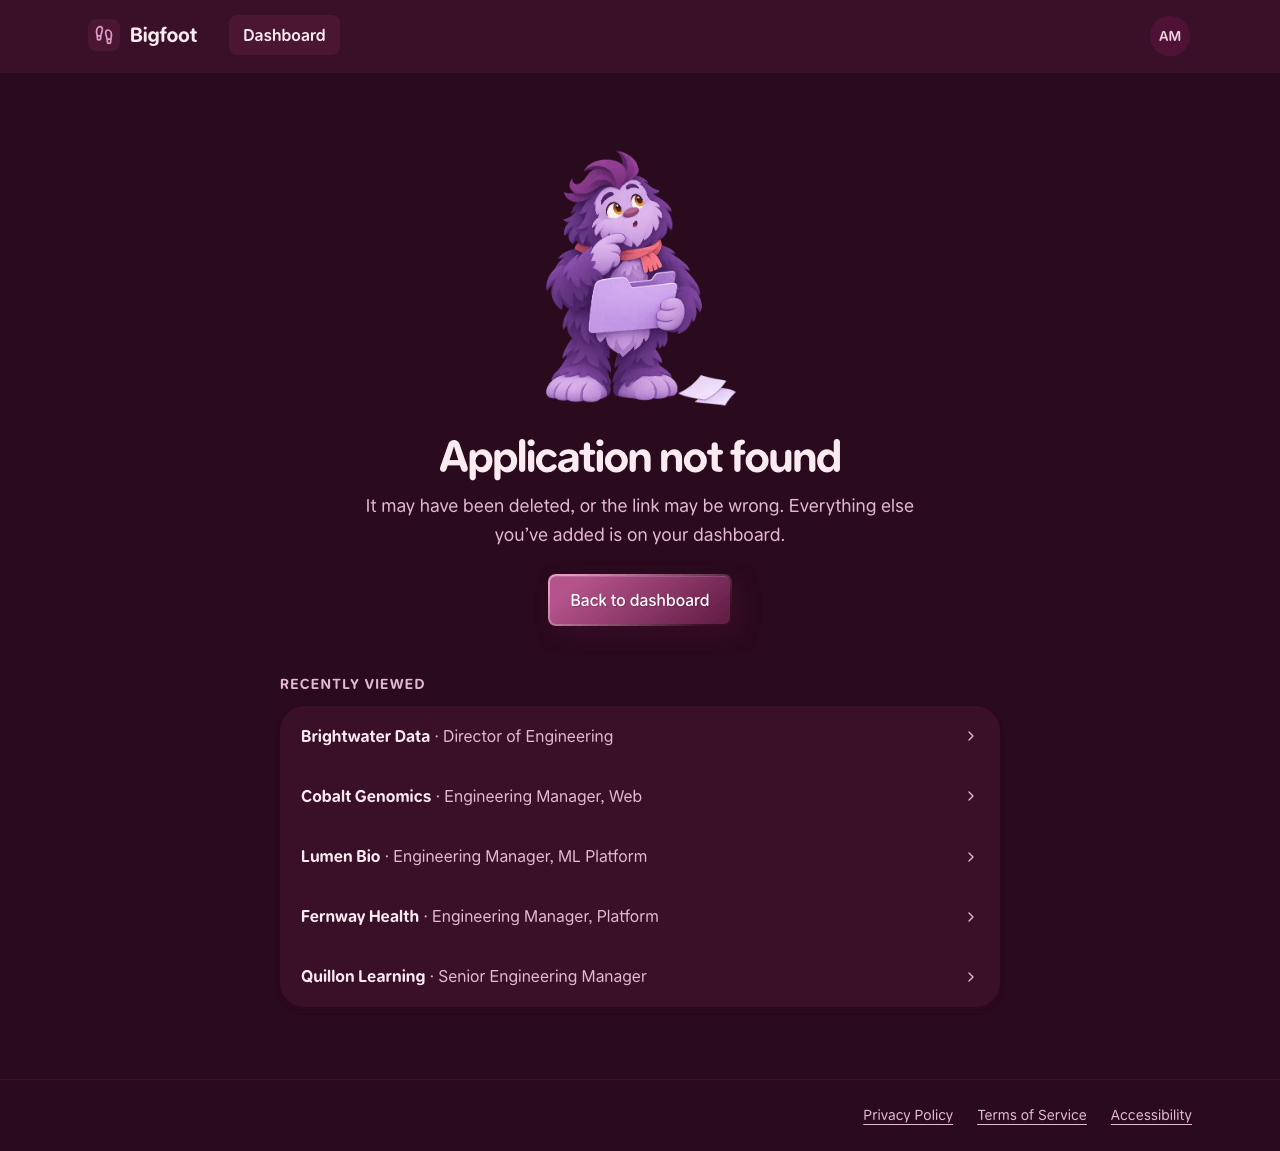 Bigfoot
Dashboard
AM
Application not found
It may have been deleted, or the link may be wrong. Everything else
you’ve added is on your dashboard.
Back to dashboard
RECENTLY VIEWED
Brightwater Data · Director of Engineering
Cobalt Genomics · Engineering Manager, Web
Lumen Bio · Engineering Manager, ML Platform
Fernway Health · Engineering Manager, Platform
Quillon Learning · Senior Engineering Manager
Privacy Policy
Terms of Service
Accessibility